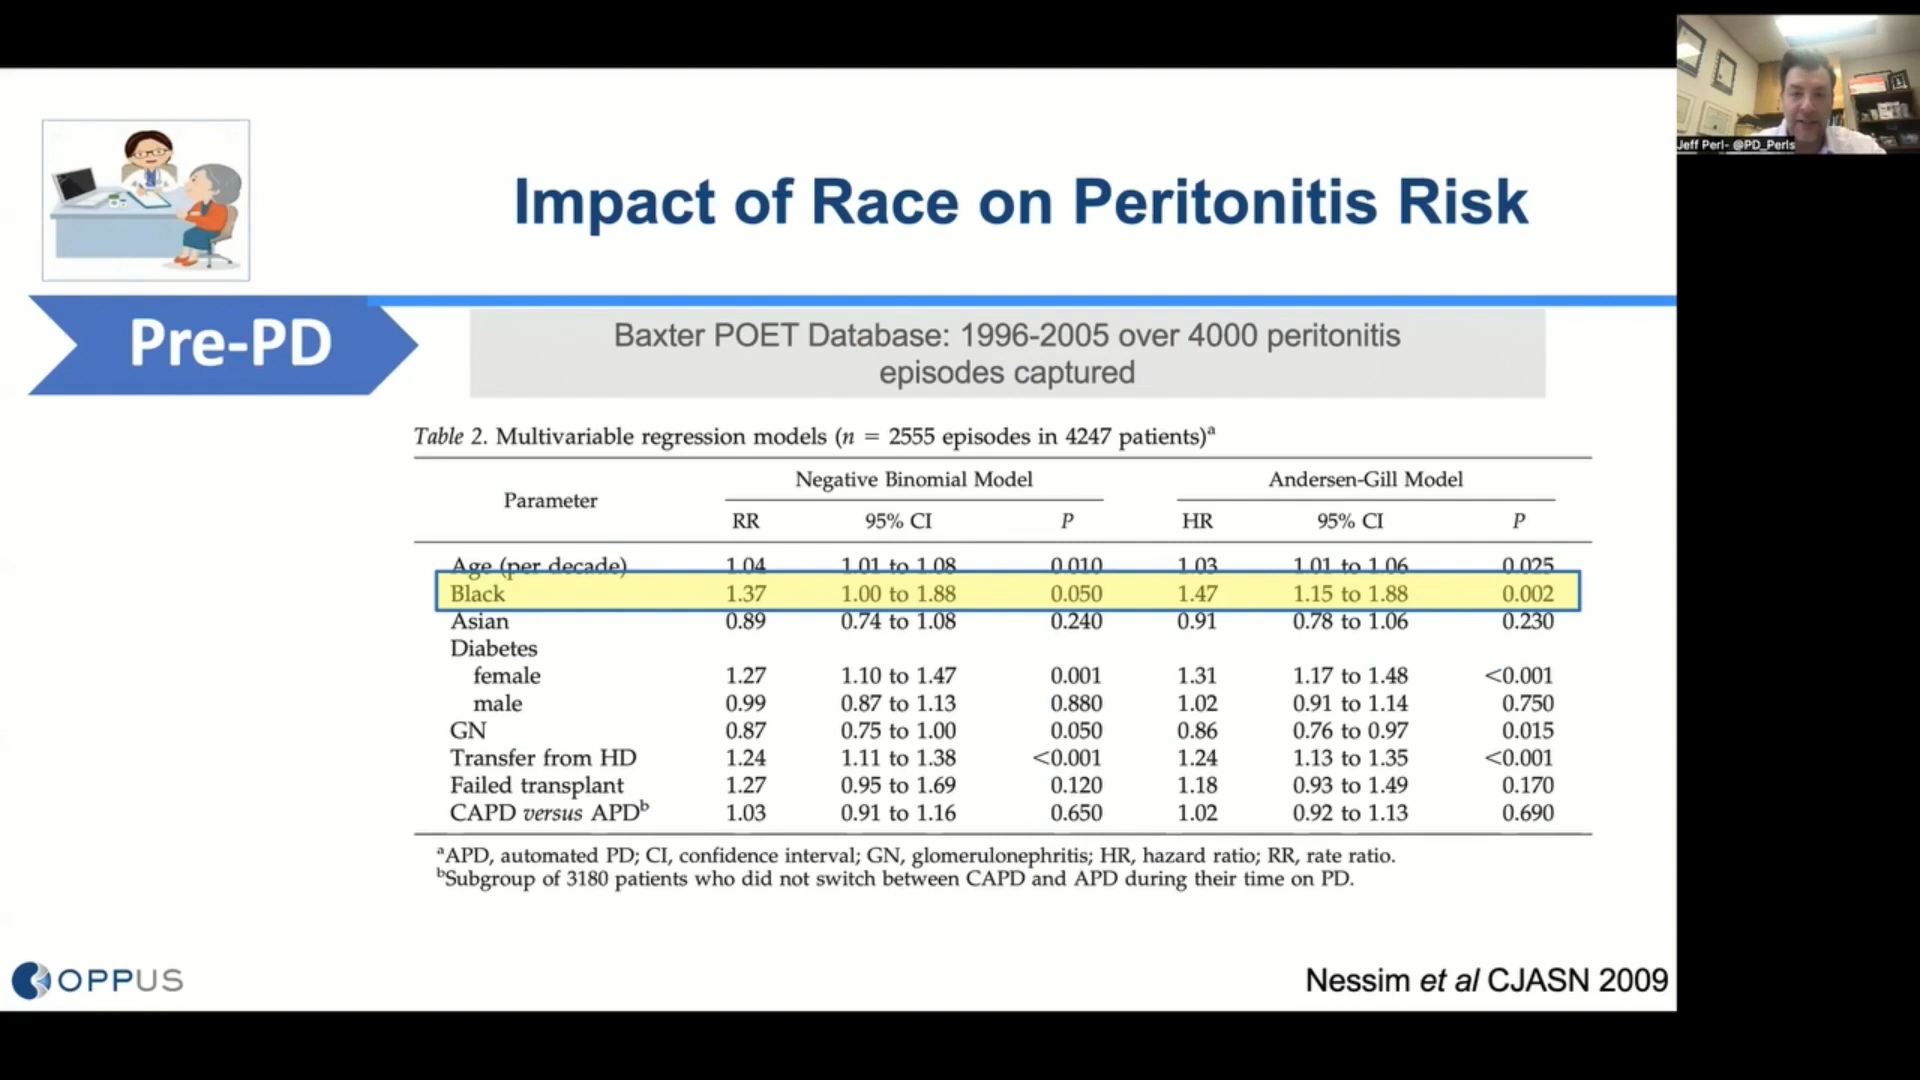 Jeff Perl- @PD_Perls
Impact of Race on Peritonitis Risk
Pre-PD
Baxter POET Database: 1996-2005 over 4000 peritonitis
episodes captured
Table 2. Multivariable regression models (n = 2555 episodes in 4247 patients)a
Negative Binomial Model Andersen-Gill Model
Parameter
RR 95% CI P HR 95% CI P
Age (per decade) 1.04 1.01 to 1.08 0.010 1.03 1.01 to 1.06 0.025
Black 1.37 1.00 to 1.88 0.050 1.47 1.15 to 1.88 0.002
Asian 0.89 0.74 to 1.08 0.240 0.91 0.78 to 1.06 0.230
Diabetes
female 1.27 1.10 to 1.47 0.001 1.31 1.17 to 1.48 <0.001
male 0.99 0.87 to 1.13 0.880 1.02 0.91 to 1.14 0.750
GN 0.87 0.75 to 1.00 0.050 0.86 0.76 to 0.97 0.015
Transfer from HD 1.24 1.11 to 1.38 <0.001 1.24 1.13 to 1.35 <0.001
Failed transplant 1.27 0.95 to 1.69 0.120 1.18 0.93 to 1.49 0.170
CAPD versus APDb 1.03 0.91 to 1.16 0.650 1.02 0.92 to 1.13 0.690
aAPD, automated PD; CI, confidence interval; GN, glomerulonephritis; HR, hazard ratio; RR, rate ratio.
bSubgroup of 3180 patients who did not switch between CAPD and APD during their time on PD.
OPPUS
Nessim et al CJASN 2009